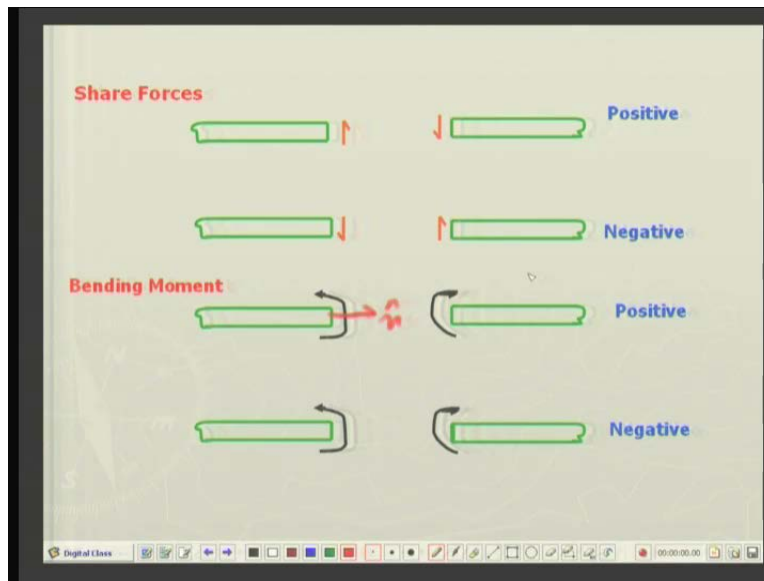 Share Forces
Positive
Negative
Bending Moment
n̂
Positive
Negative
Digital Class
00:00:00.00